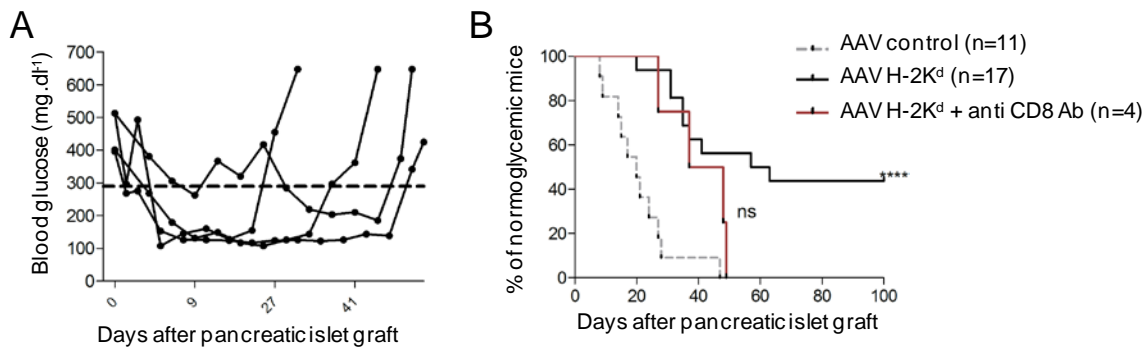 A
700
600
500
400
300
200
100
0
Blood glucose (mg.dl-1)
0
9
27
41
Days after pancreatic islet graft
B
AAV control (n=11)
AAV H-2Kᵈ (n=17)
AAV H-2Kᵈ + anti CD8 Ab (n=4)
100
80
60
40
20
0
% of normoglycemic mice
****
ns
0
20
40
60
80
100
Days after pancreatic islet graft